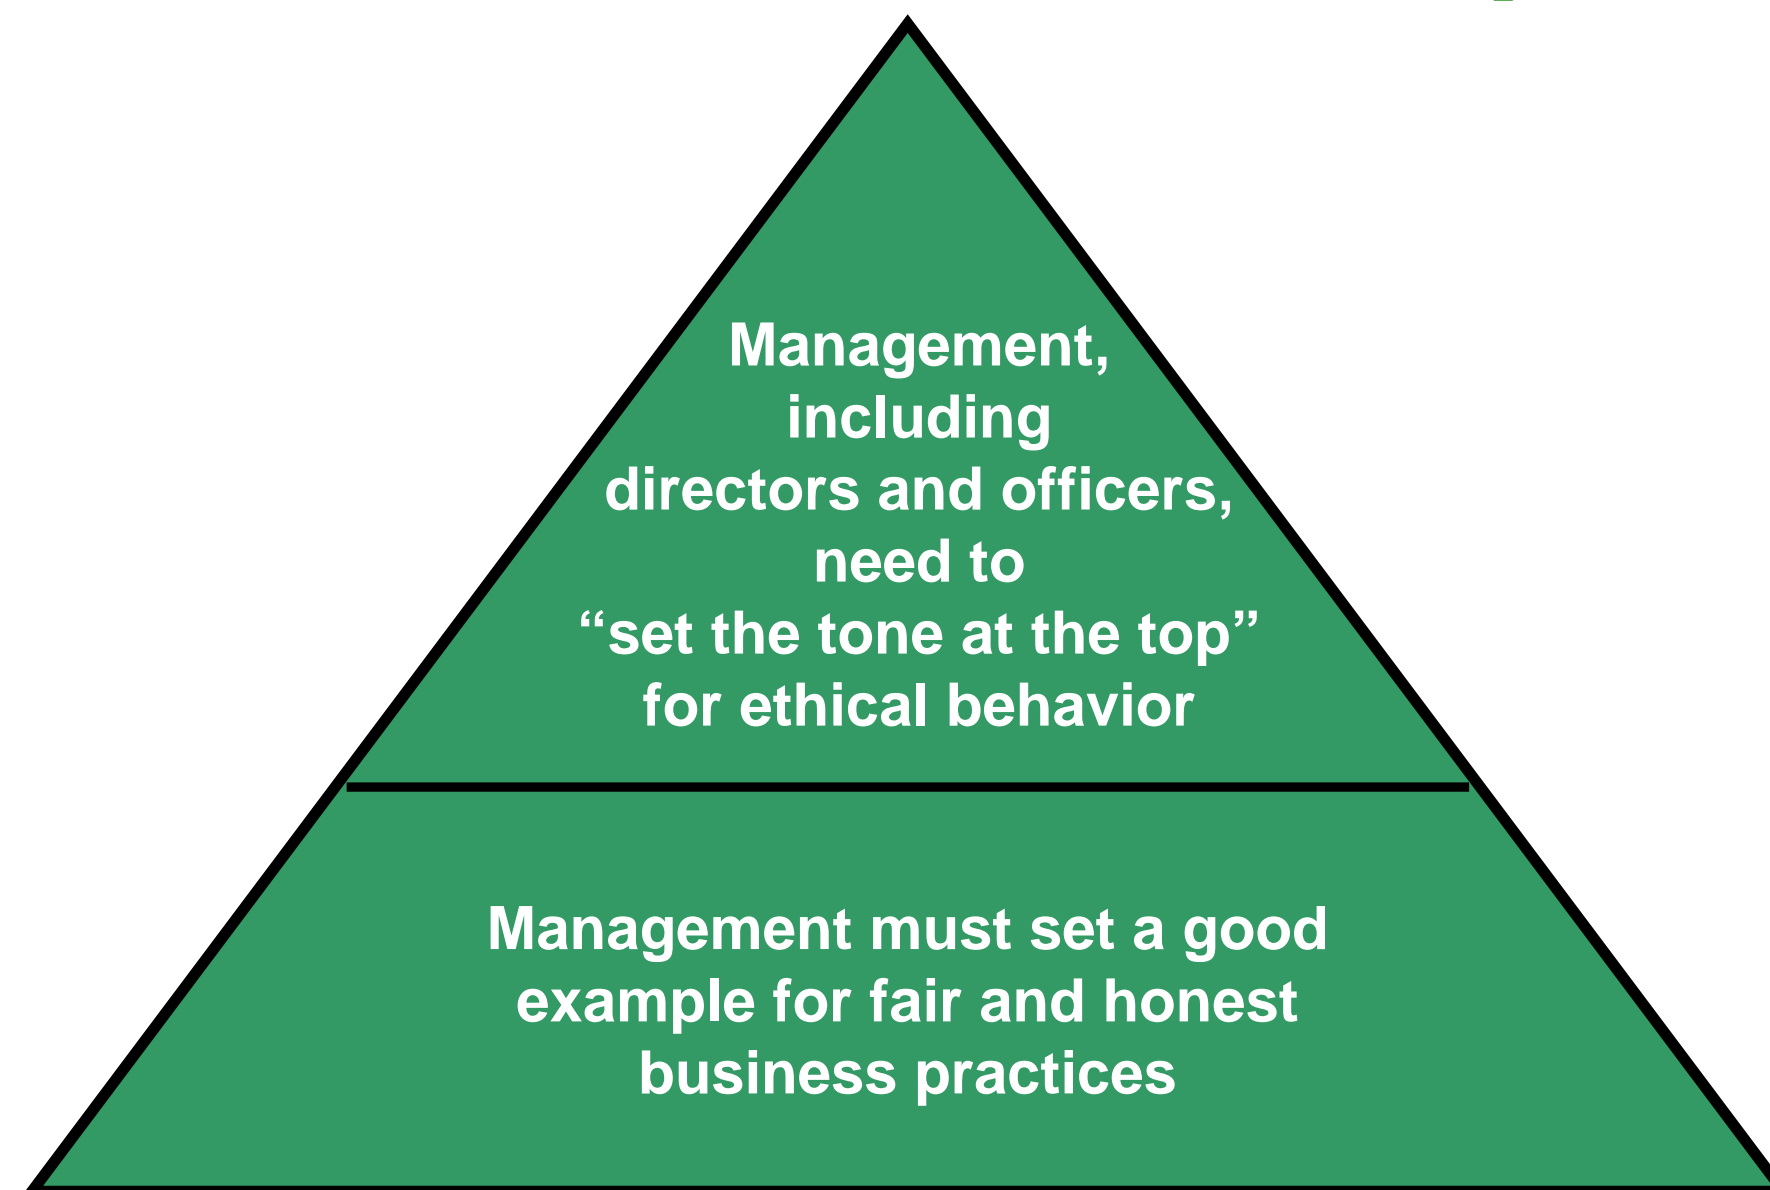 Management,
including
directors and officers,
need to
“set the tone at the top”
for ethical behavior
Management must set a good
example for fair and honest
business practices